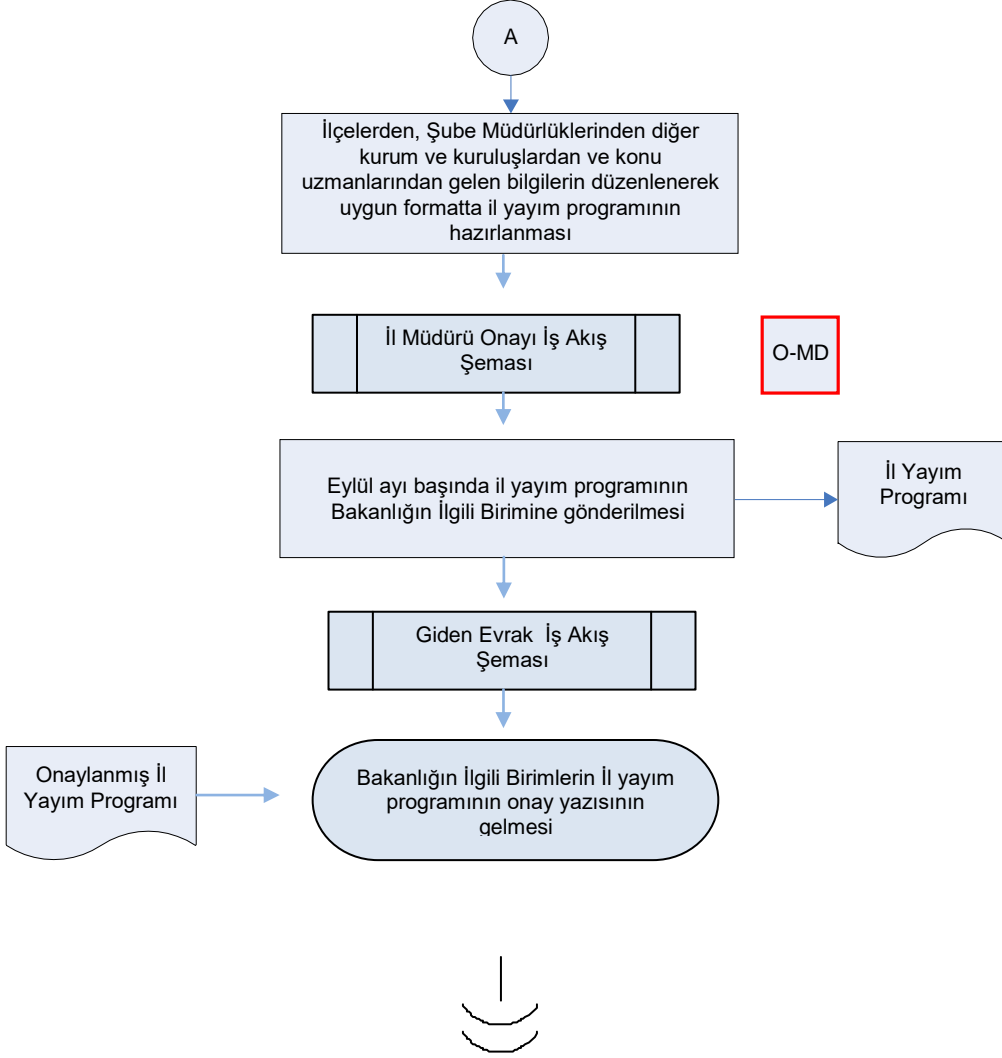 A
İlçelerden, Şube Müdürlüklerinden diğer
kurum ve kuruluşlardan ve konu
uzmanlarından gelen bilgilerin düzenlenerek
uygun formatta il yayım programının
hazırlanması
İl Müdürü Onayı İş Akış
Şeması
O-MD
Eylül ayı başında il yayım programının
Bakanlığın İlgili Birimine gönderilmesi
İl Yayım
Programı
Giden Evrak İş Akış
Şeması
Onaylanmış İl
Yayım Programı
Bakanlığın İlgili Birimlerin İl yayım
programının onay yazısının
gelmesi